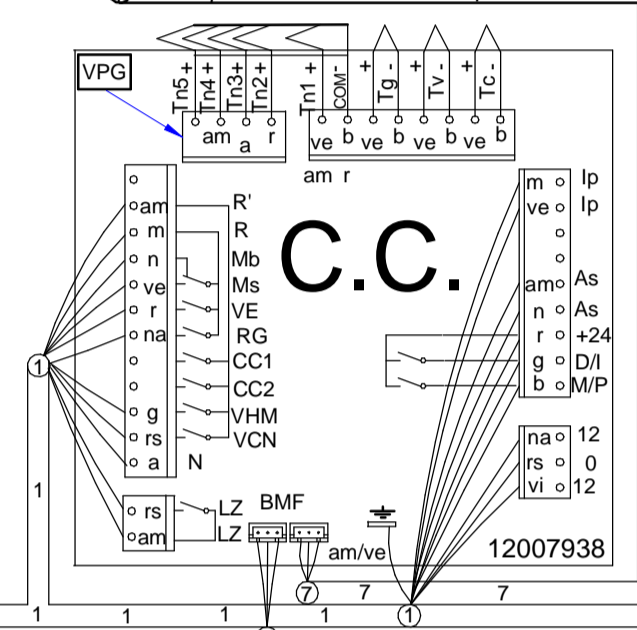 VPG
Tn5 +
Tn4 +
Tn3+
Tn2+
Tn1 +
COM-
+ Tg -
+ Tv -
+ Tc -
am a r
ve b ve b ve b ve b
am r
C.C.
am R'
m R
n Mb
ve Ms
r VE
na RG
CC1
CC2
g VHM
rs VCN
a N
rs LZ
am LZ
BMF
am/ve
m Ip
ve Ip
am As
n As
r +24
g D/I
b M/P
na 12
rs 0
vi 12
12007938
1
1
7
7
7
1
1
1
1
1
1